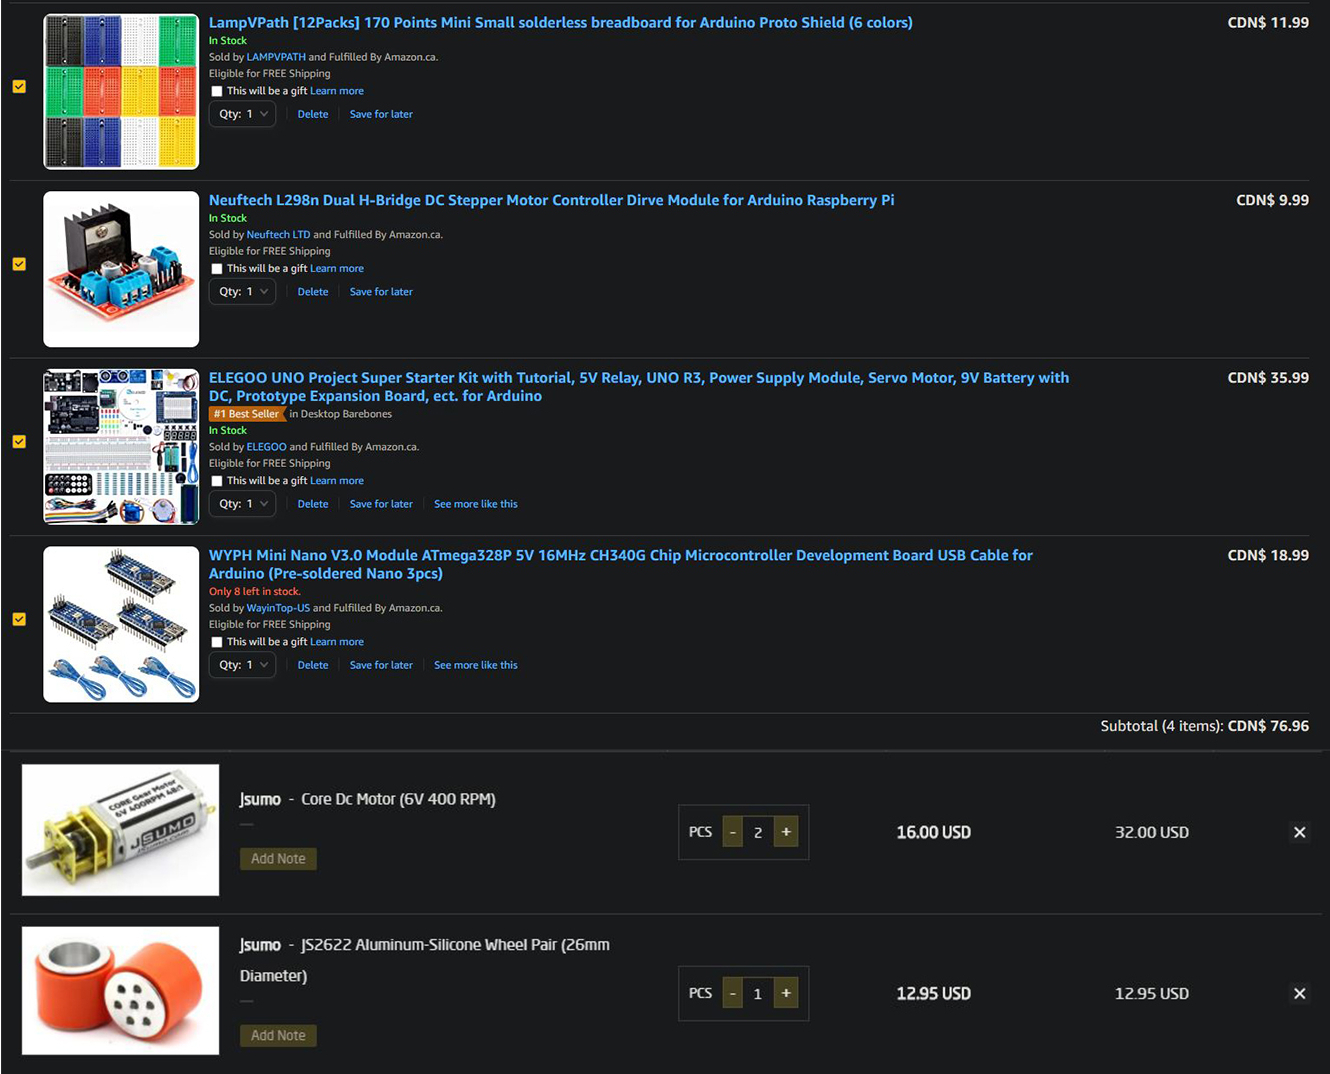 LampVPath [12Packs] 170 Points Mini Small solderless breadboard for Arduino Proto Shield (6 colors)
CDN$ 11.99
In Stock
Sold by LAMPVPATH and Fulfilled By Amazon.ca.
Eligible for FREE Shipping
This will be a gift Learn more
Qty: 1
Delete
Save for later
Neuftech L298n Dual H-Bridge DC Stepper Motor Controller Dirve Module for Arduino Raspberry Pi
CDN$ 9.99
In Stock
Sold by Neuftech LTD and Fulfilled By Amazon.ca.
Eligible for FREE Shipping
This will be a gift Learn more
Qty: 1
Delete
Save for later
ELEGOO UNO Project Super Starter Kit with Tutorial, 5V Relay, UNO R3, Power Supply Module, Servo Motor, 9V Battery with
DC, Prototype Expansion Board, ect. for Arduino
CDN$ 35.99
#1 Best Seller in Desktop Barebones
In Stock
Sold by ELEGOO and Fulfilled By Amazon.ca.
Eligible for FREE Shipping
This will be a gift Learn more
Qty: 1
Delete
Save for later
See more like this
WYPH Mini Nano V3.0 Module ATmega328P 5V 16MHz CH340G Chip Microcontroller Development Board USB Cable for
Arduino (Pre-soldered Nano 3pcs)
CDN$ 18.99
Only 8 left in stock.
Sold by WayinTop-US and Fulfilled By Amazon.ca.
Eligible for FREE Shipping
This will be a gift Learn more
Qty: 1
Delete
Save for later
See more like this
Subtotal (4 items): CDN$ 76.96
CORE Gear Motor
6V 400RPM 48:1
JSUMO
Jsumo - Core Dc Motor (6V 400 RPM)
Add Note
PCS - 2 +
16.00 USD
32.00 USD
Jsumo - JS2622 Aluminum-Silicone Wheel Pair (26mm
Diameter)
Add Note
PCS - 1 +
12.95 USD
12.95 USD